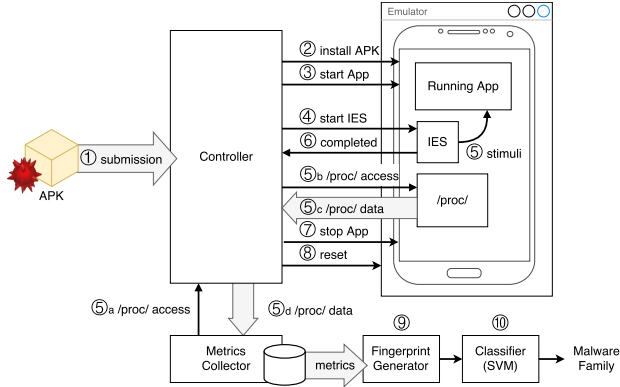 Emulator
② install APK
③ start App
Running App
④ start IES
⑥ completed
IES
⑤ stimuli
① submission
Controller
APK
⑤b /proc/ access
/proc/
⑤c /proc/ data
⑦ stop App
⑧ reset
⑤a /proc/ access
⑤d /proc/ data
⑨
⑩
Metrics
Collector
metrics
Fingerprint
Generator
Classifier
(SVM)
Malware
Family